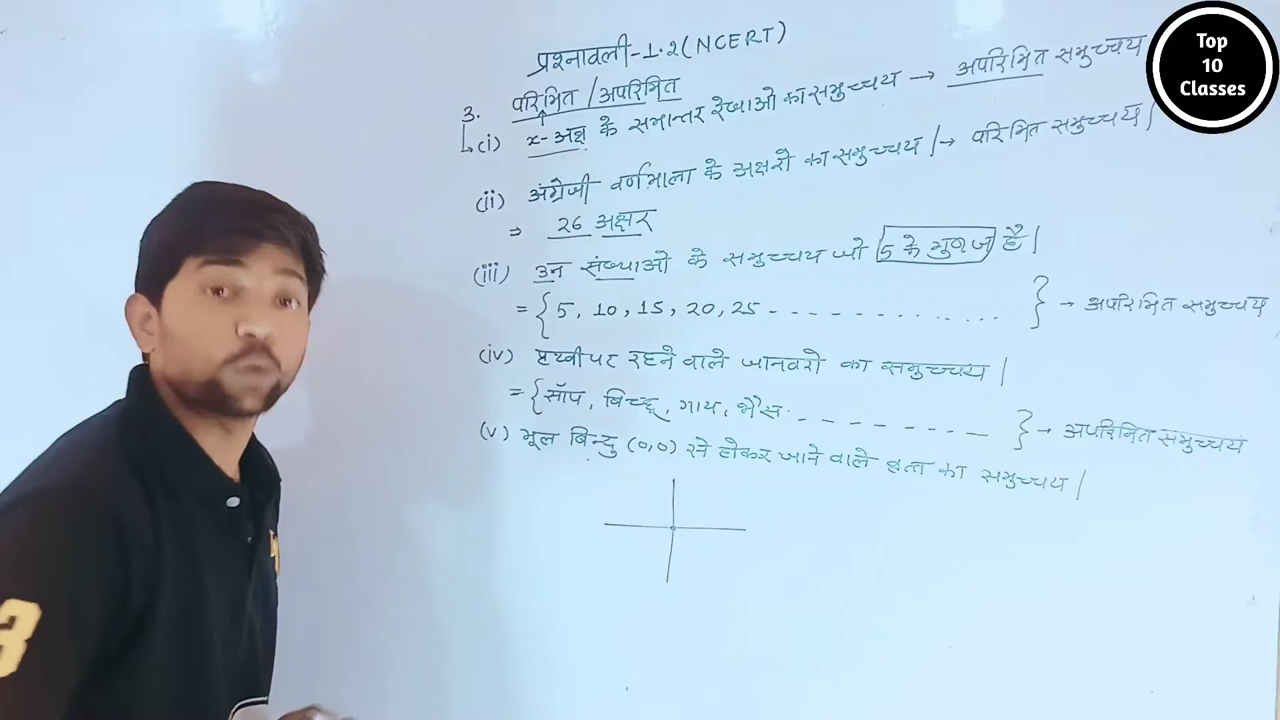 प्रश्नावली-1.2 (NCERT)
3. परिमित / अपरिमित
(i) x-अक्ष के समान्तर रेखाओ का समुच्चय → अपरिमित समुच्चय
(ii) अंग्रेजी वर्णमाला के अक्षरो का समुच्चय | → परिमित समुच्चय |
⇒ 26 अक्षर
(iii) उन संख्याओ के समुच्चय जो 5 के गुणज है |
= { 5, 10, 15, 20, 25 - - - - - - - - - - - - } → अपरिमित समुच्चय
(iv) पृथ्वी पर रहने वाले जानवरो का समुच्चय |
= { साँप, बिच्छू, गाय, भैस - - - - - - - - } → अपरिमित समुच्चय
(v) मूल बिन्दु (0,0) से होकर जाने वाले वृत्त का समुच्चय |
Top
10
Classes
3